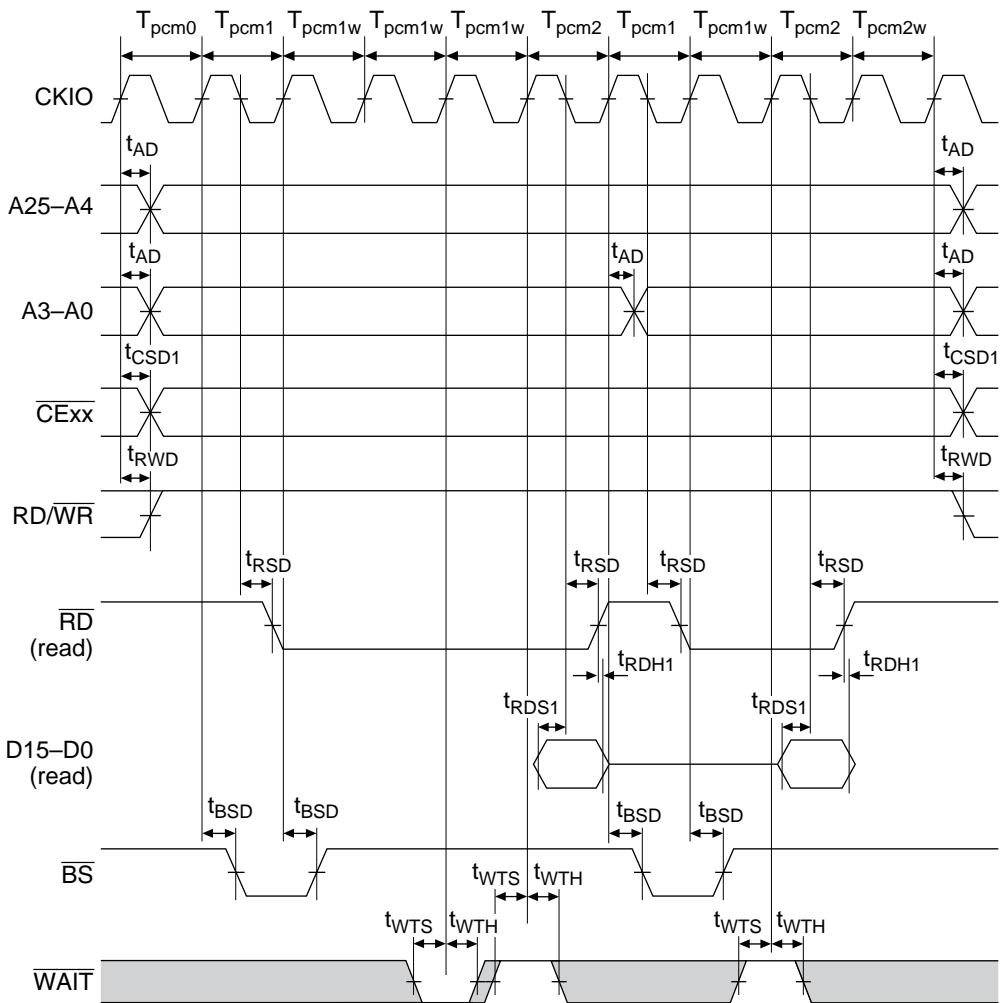 Tpcm0 Tpcm1 Tpcm1w Tpcm1w Tpcm1w Tpcm2 Tpcm1 Tpcm1w Tpcm2 Tpcm2w
CKIO
tAD tAD
A25–A4
tAD tAD tAD
A3–A0
tCSD1 tCSD1
CExx
tRWD tRWD
RD/WR
tRSD tRSD tRSD tRSD
RD
(read)
tRDH1 tRDH1
tRDS1 tRDS1
D15–D0
(read)
tBSD tBSD tBSD tBSD
BS
tWTS tWTH
tWTS tWTH tWTS tWTH
WAIT